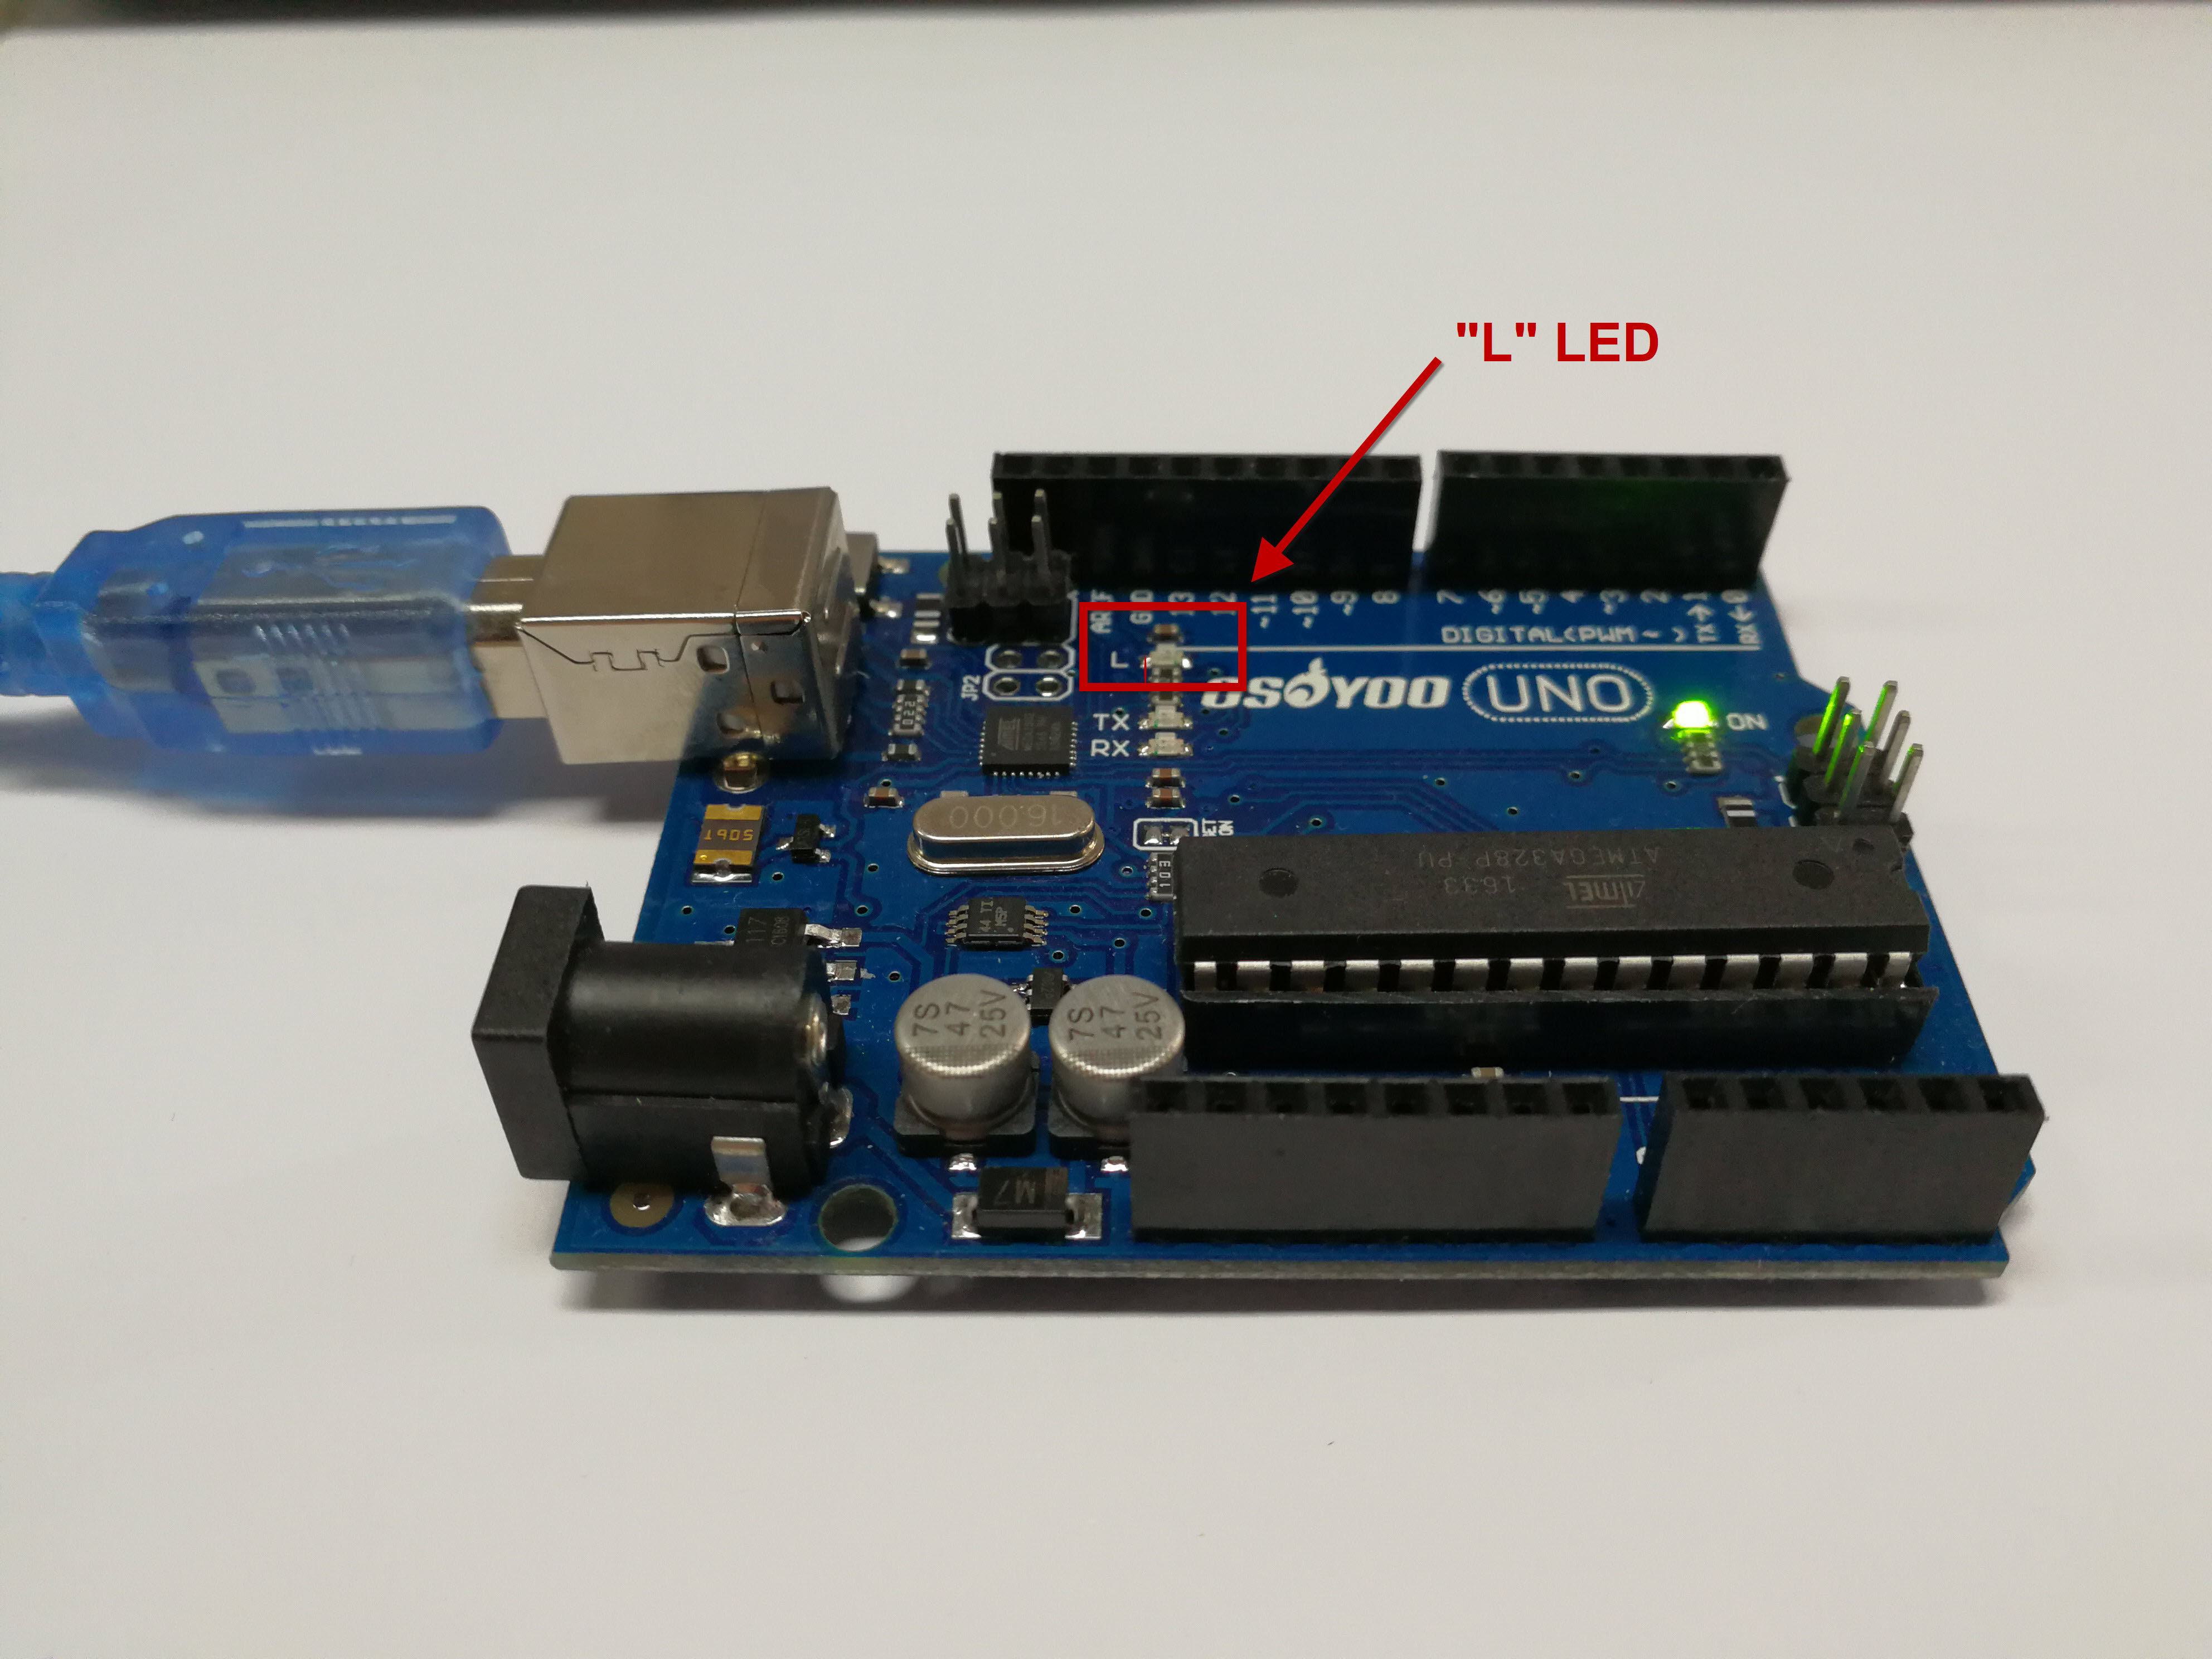 "L" LED
AREF
GND
13
12
~11
~10
~9
8
7
~6
~5
4
~3
2
TX→1
RX←0
DIGITAL(PWM~)
L
OSOYOO UNO
TX
RX
ON
JP2
16.000
103
ATMEL
1633
ATMEGA328P-PU
7S
47
25V
7S
47
25V
M7